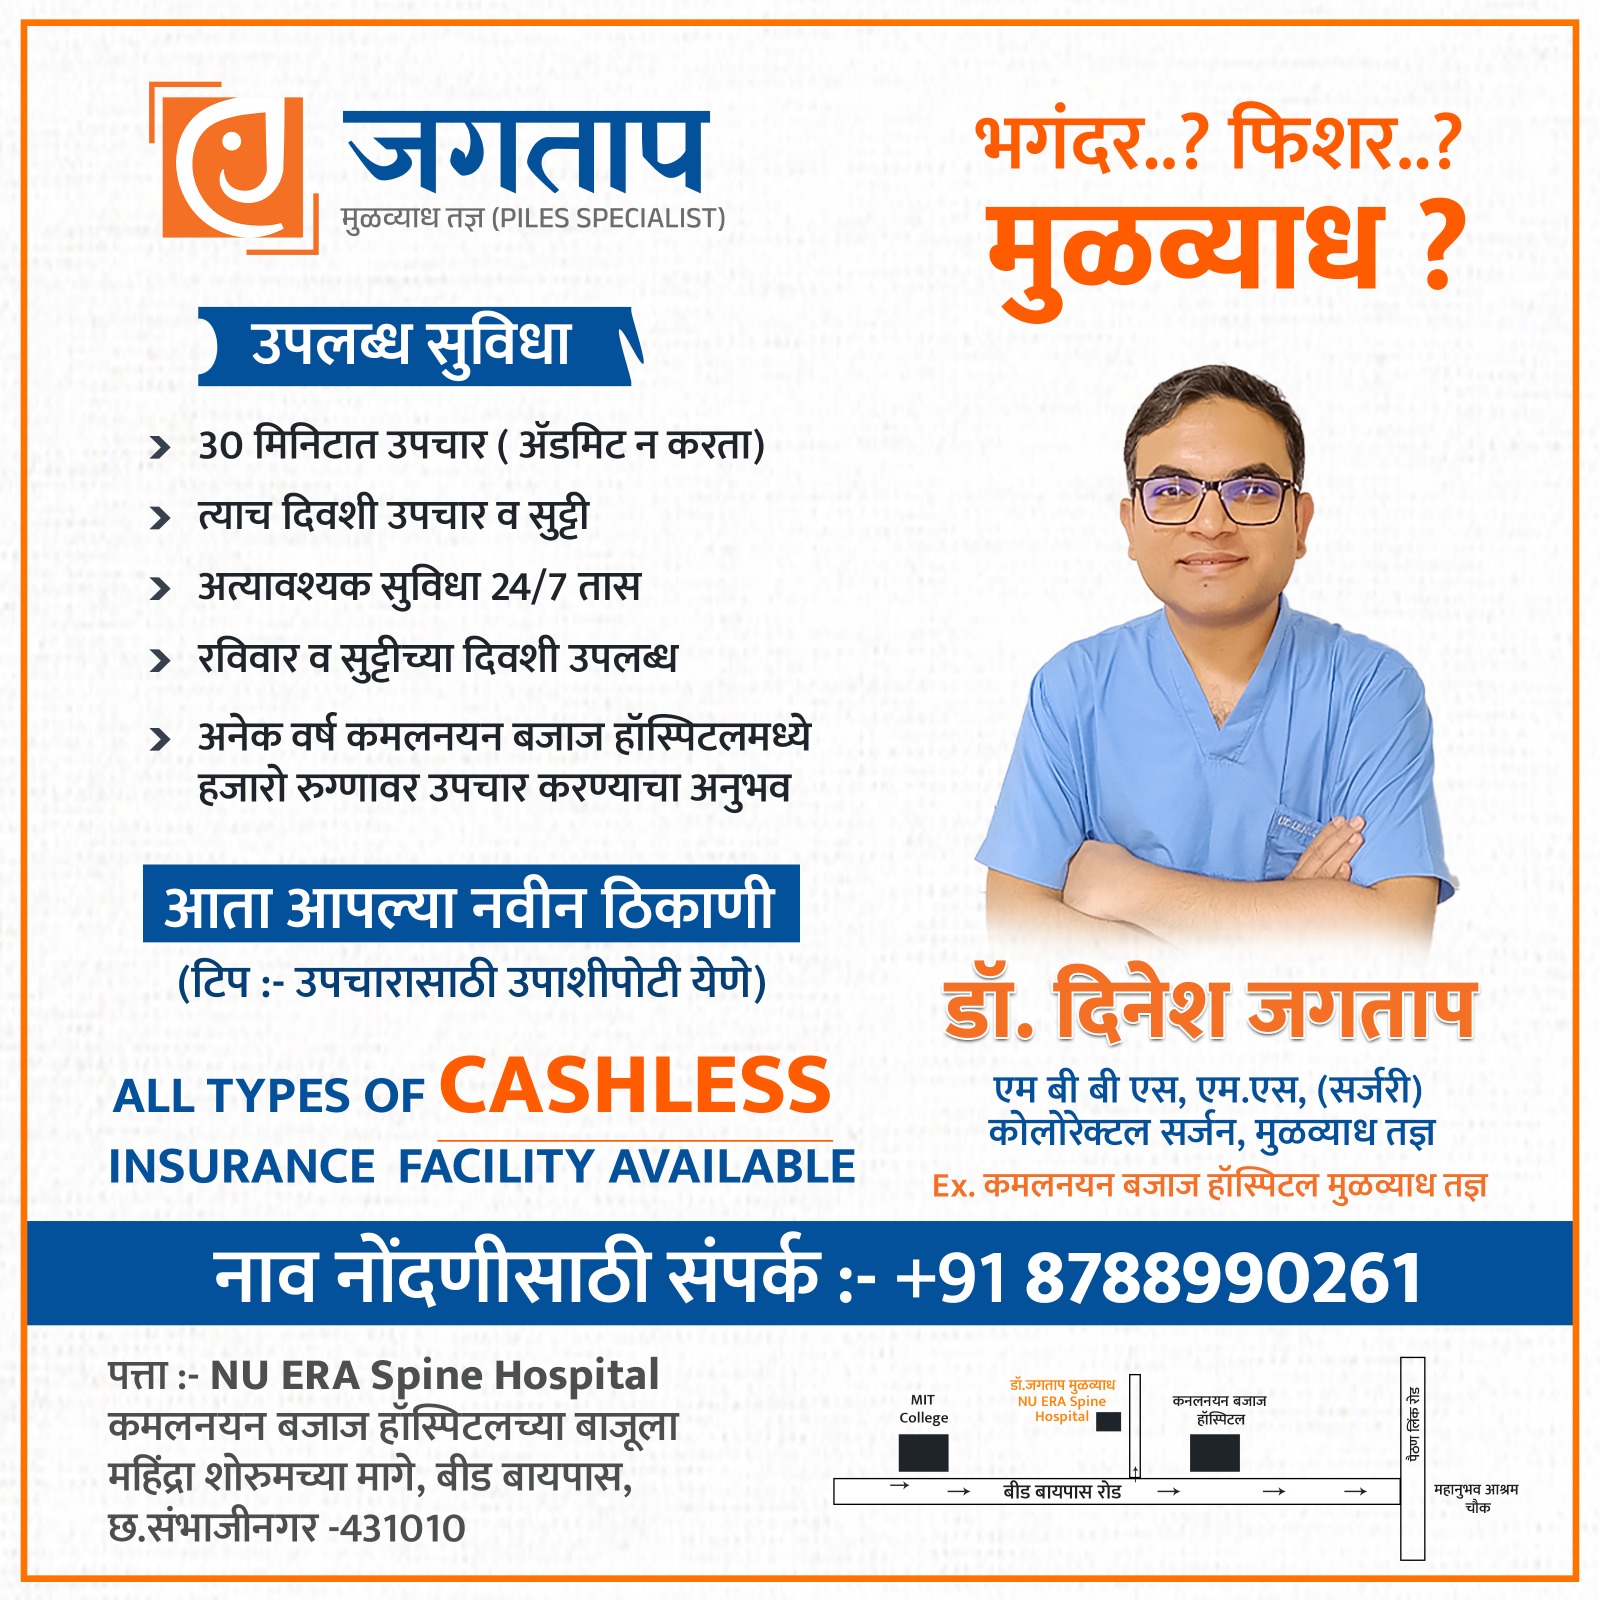 जगताप
मुळव्याध तज्ञ (PILES SPECIALIST)
भगंदर..? फिशर..?
मुळव्याध ?
उपलब्ध सुविधा
30 मिनिटात उपचार ( ॲडमिट न करता)
त्याच दिवशी उपचार व सुट्टी
अत्यावश्यक सुविधा 24/7 तास
रविवार व सुट्टीच्या दिवशी उपलब्ध
अनेक वर्ष कमलनयन बजाज हॉस्पिटलमध्ये
हजारो रुग्णावर उपचार करण्याचा अनुभव
आता आपल्या नवीन ठिकाणी
(टिप :- उपचारासाठी उपाशीपोटी येणे)
ALL TYPES OF CASHLESS
INSURANCE FACILITY AVAILABLE
डॉ. दिनेश जगताप
एम बी बी एस, एम.एस, (सर्जरी)
कोलोरेक्टल सर्जन, मुळव्याध तज्ञ
Ex. कमलनयन बजाज हॉस्पिटल मुळव्याध तज्ञ
नाव नोंदणीसाठी संपर्क :- +91 8788990261
पत्ता :- NU ERA Spine Hospital
कमलनयन बजाज हॉस्पिटलच्या बाजूला
महिंद्रा शोरुमच्या मागे, बीड बायपास,
छ.संभाजीनगर -431010
MIT
College
डॉ.जगताप मुळव्याध
NU ERA Spine
Hospital
कनलनयन बजाज
हॉस्पिटल
पैठण लिंक रोड
बीड बायपास रोड
महानुभव आश्रम
चौक